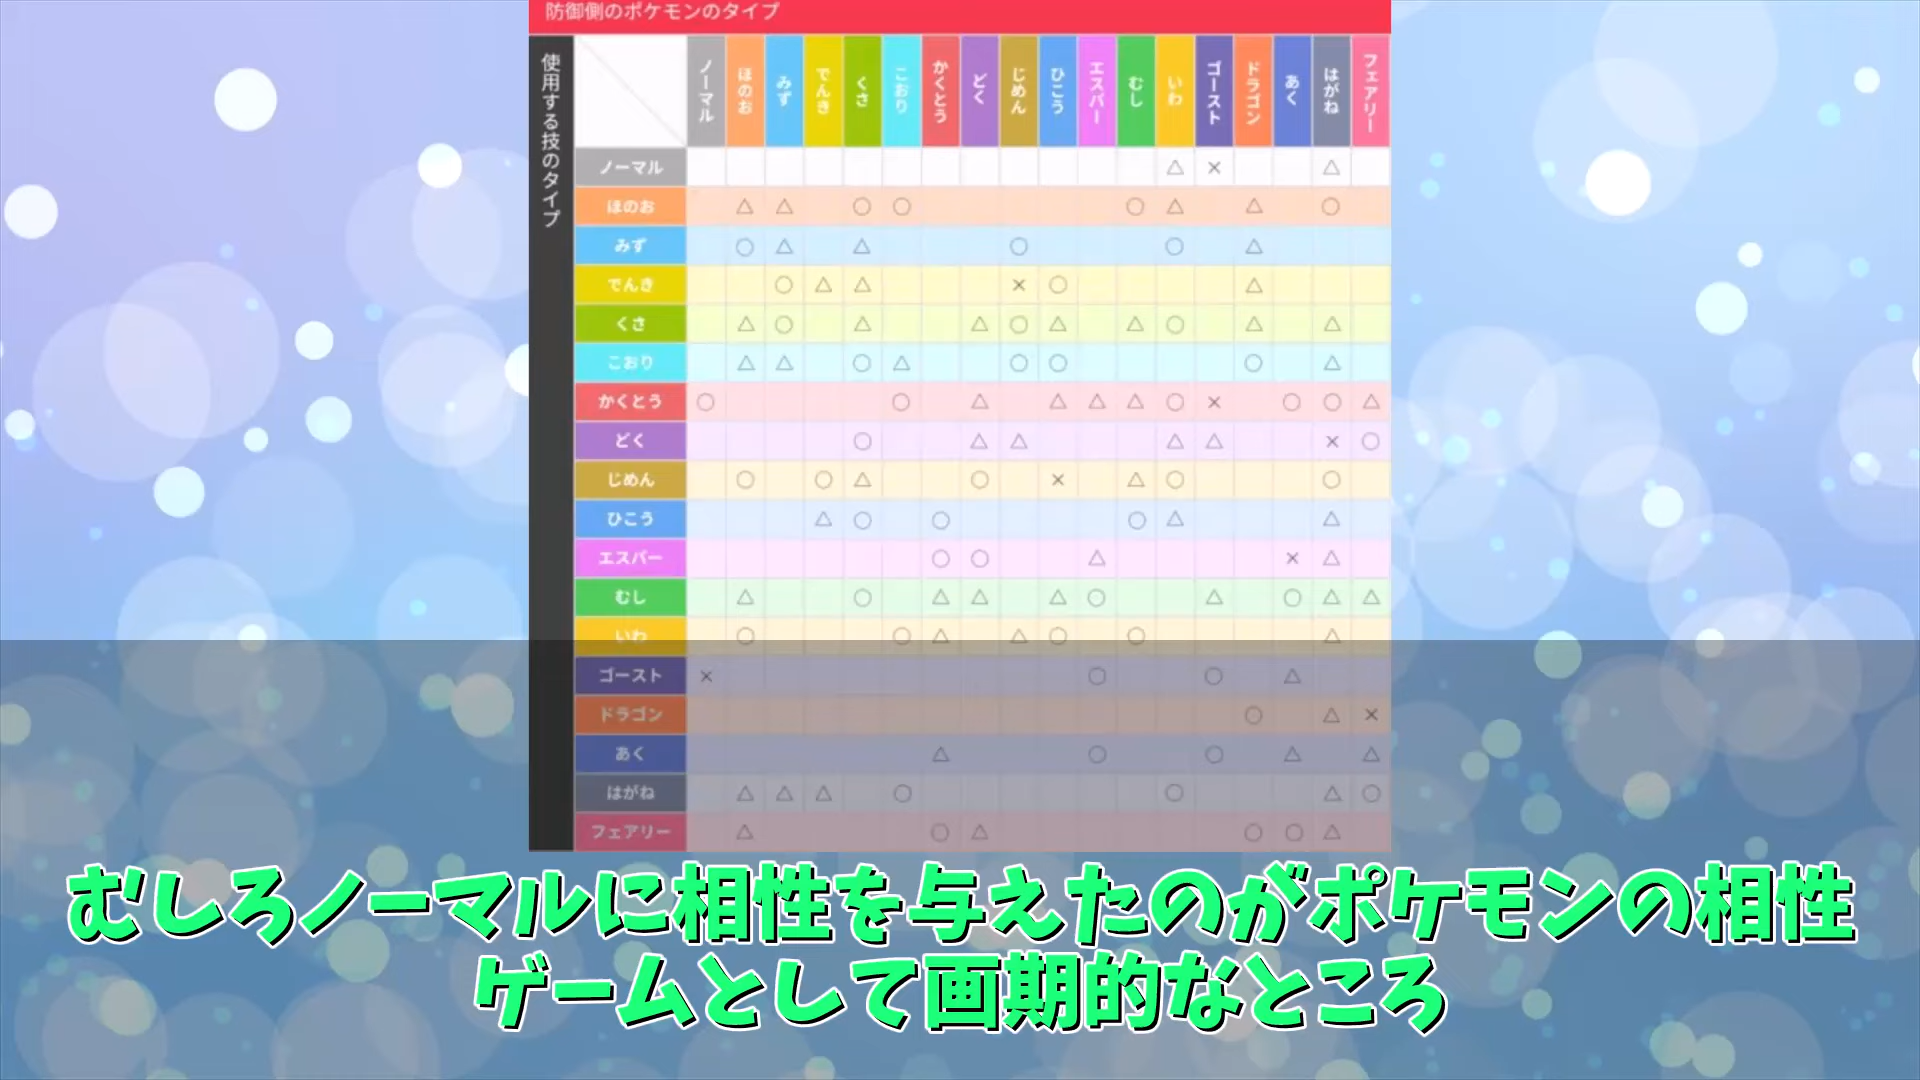 防御側のポケモンのタイプ
使用する技のタイプ
ノーマル ほのお みず でんき くさ こおり かくとう どく じめん ひこう エスパー むし いわ ゴースト ドラゴン あく はがね フェアリー
ノーマル △ × △
ほのお △ △ ○ ○ ○ △ △ ○
みず ○ △ △ ○ ○ △
でんき ○ △ △ × ○ △
くさ △ ○ △ △ ○ △ △ ○ △ △
こおり △ △ ○ △ ○ ○ ○ △
かくとう ○ ○ △ △ △ △ ○ × ○ ○ △
どく ○ △ △ △ △ × ○
じめん ○ ○ △ ○ × △ ○ ○
ひこう △ ○ ○ ○ △ △
エスパー ○ ○ △ × △
むし △ ○ △ △ △ ○ △ ○ △ △
いわ ○ ○ △ △ ○ ○ △
ゴースト × ○ ○ △
ドラゴン ○ △ ×
あく △ ○ ○ △ △
はがね △ △ △ ○ ○ △ ○
フェアリー △ ○ △ ○ ○ △
むしろノーマルに相性を与えたのがポケモンの相性
ゲームとして画期的なところ